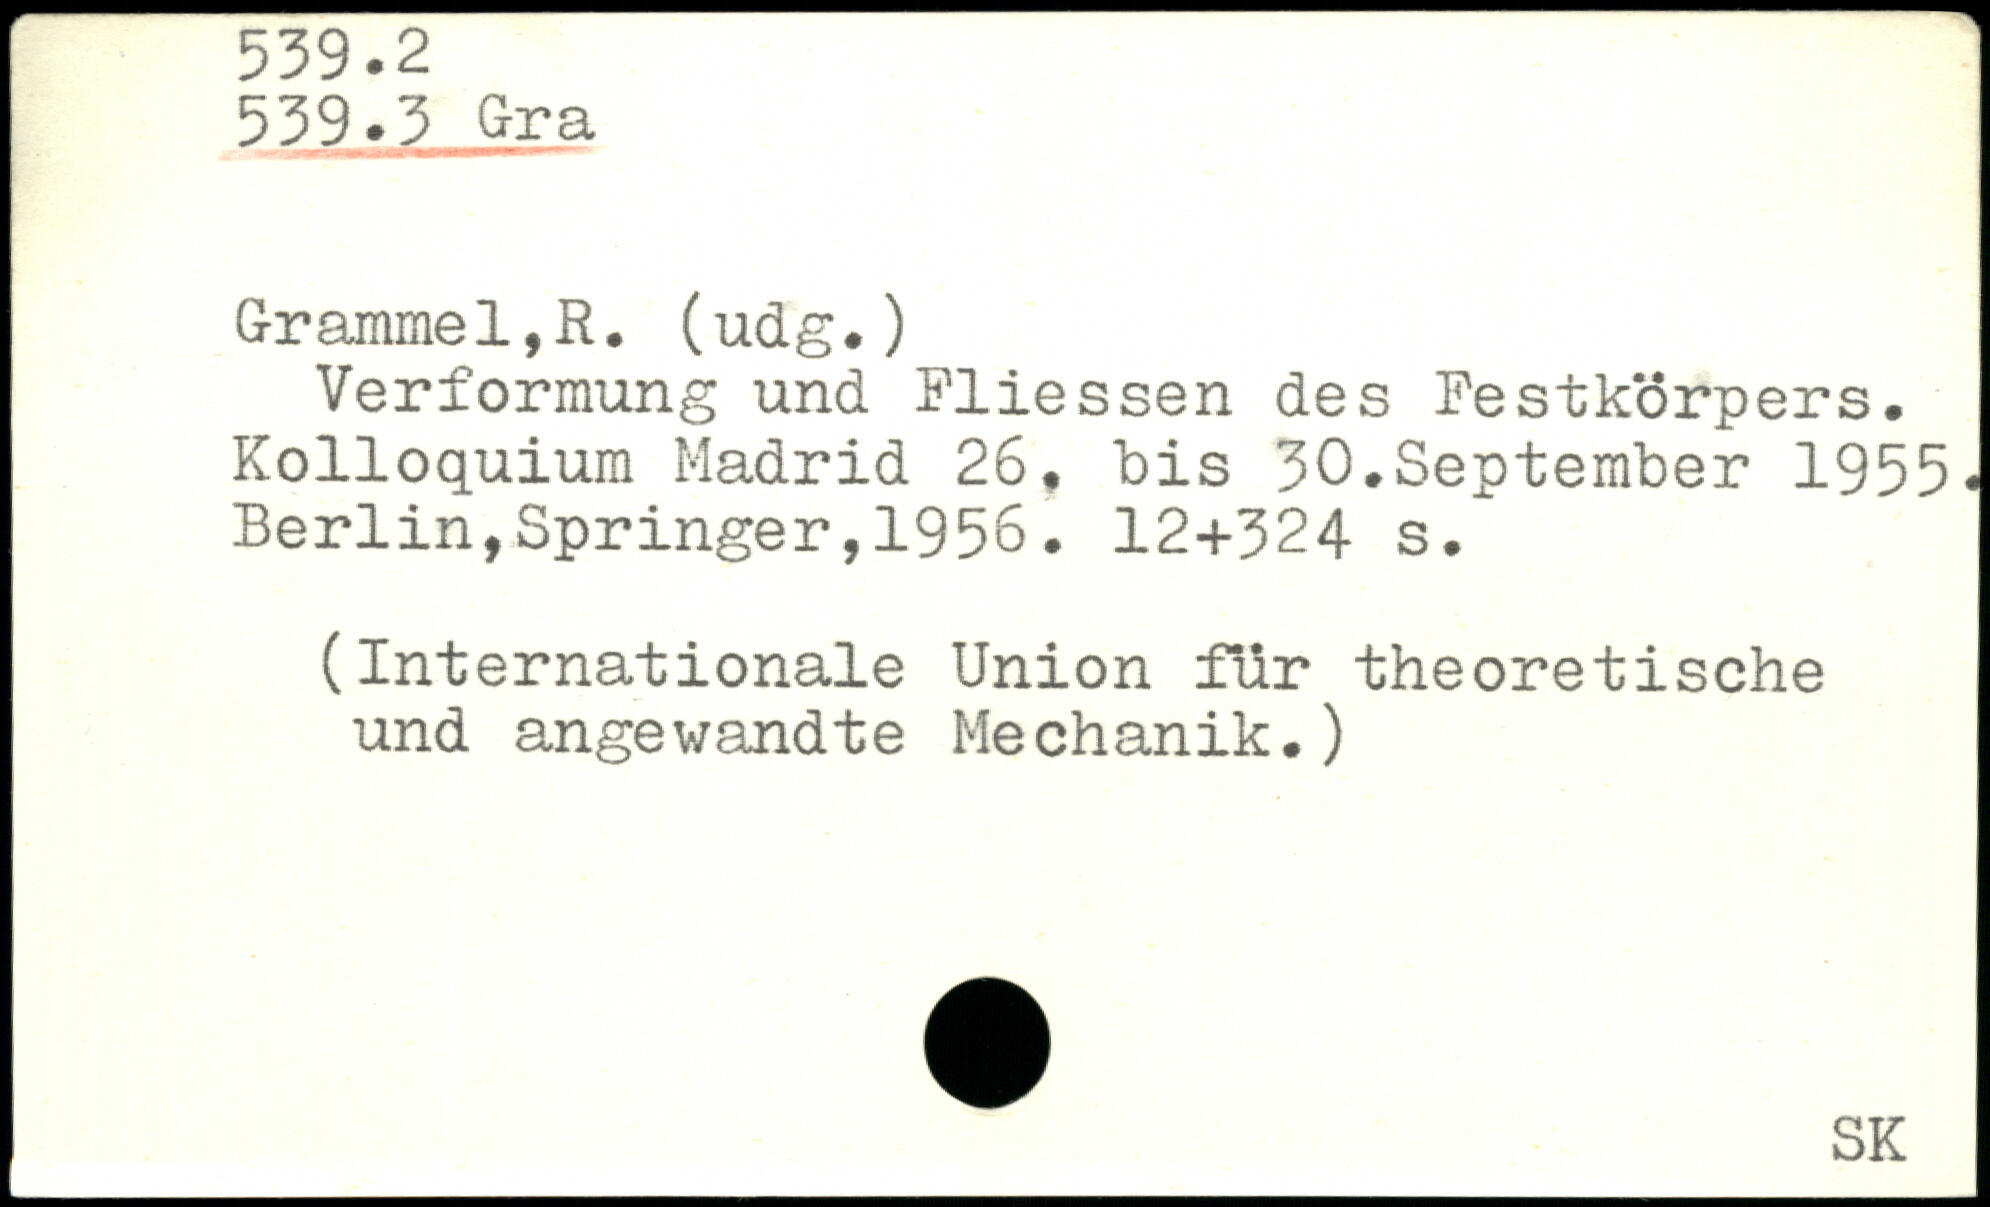 539.2
539.3 Gra
Grammel,R. (udg.)
Verformung und Fliessen des Festkörpers.
Kolloquium Madrid 26. bis 30.September 1955.
Berlin,Springer,1956. 12+324 s.
(Internationale Union für theoretische
und angewandte Mechanik.)
SK